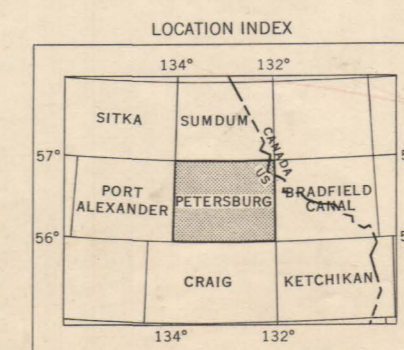 LOCATION INDEX
134° 132°
SITKA SUMDUM
CANADA
US
57°
PORT ALEXANDER
PETERSBURG
BRADFIELD CANAL
56°
CRAIG KETCHIKAN
134° 132°